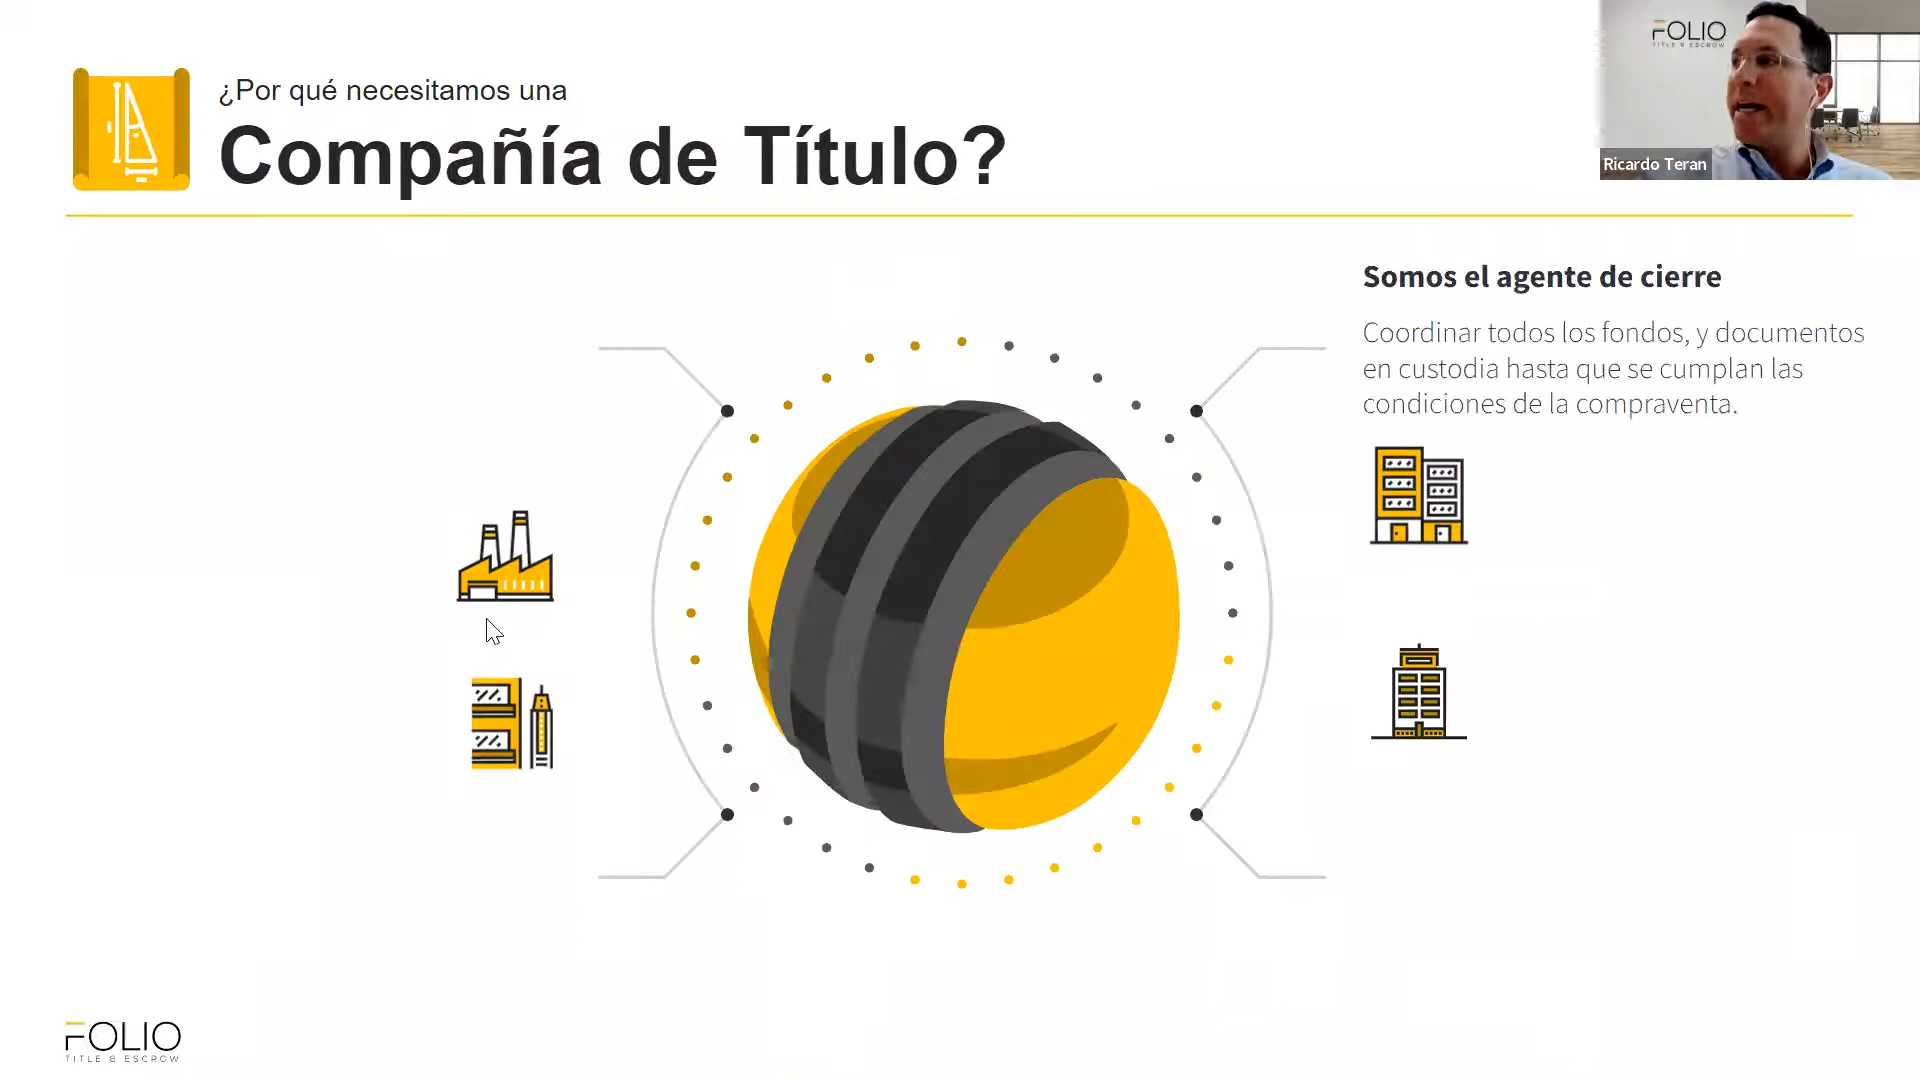 ¿Por qué necesitamos una
Compañía de Título?
FOLIO
TITLE & ESCROW
Ricardo Teran
Somos el agente de cierre
Coordinar todos los fondos, y documentos
en custodia hasta que se cumplan las
condiciones de la compraventa.
FOLIO
TITLE & ESCROW